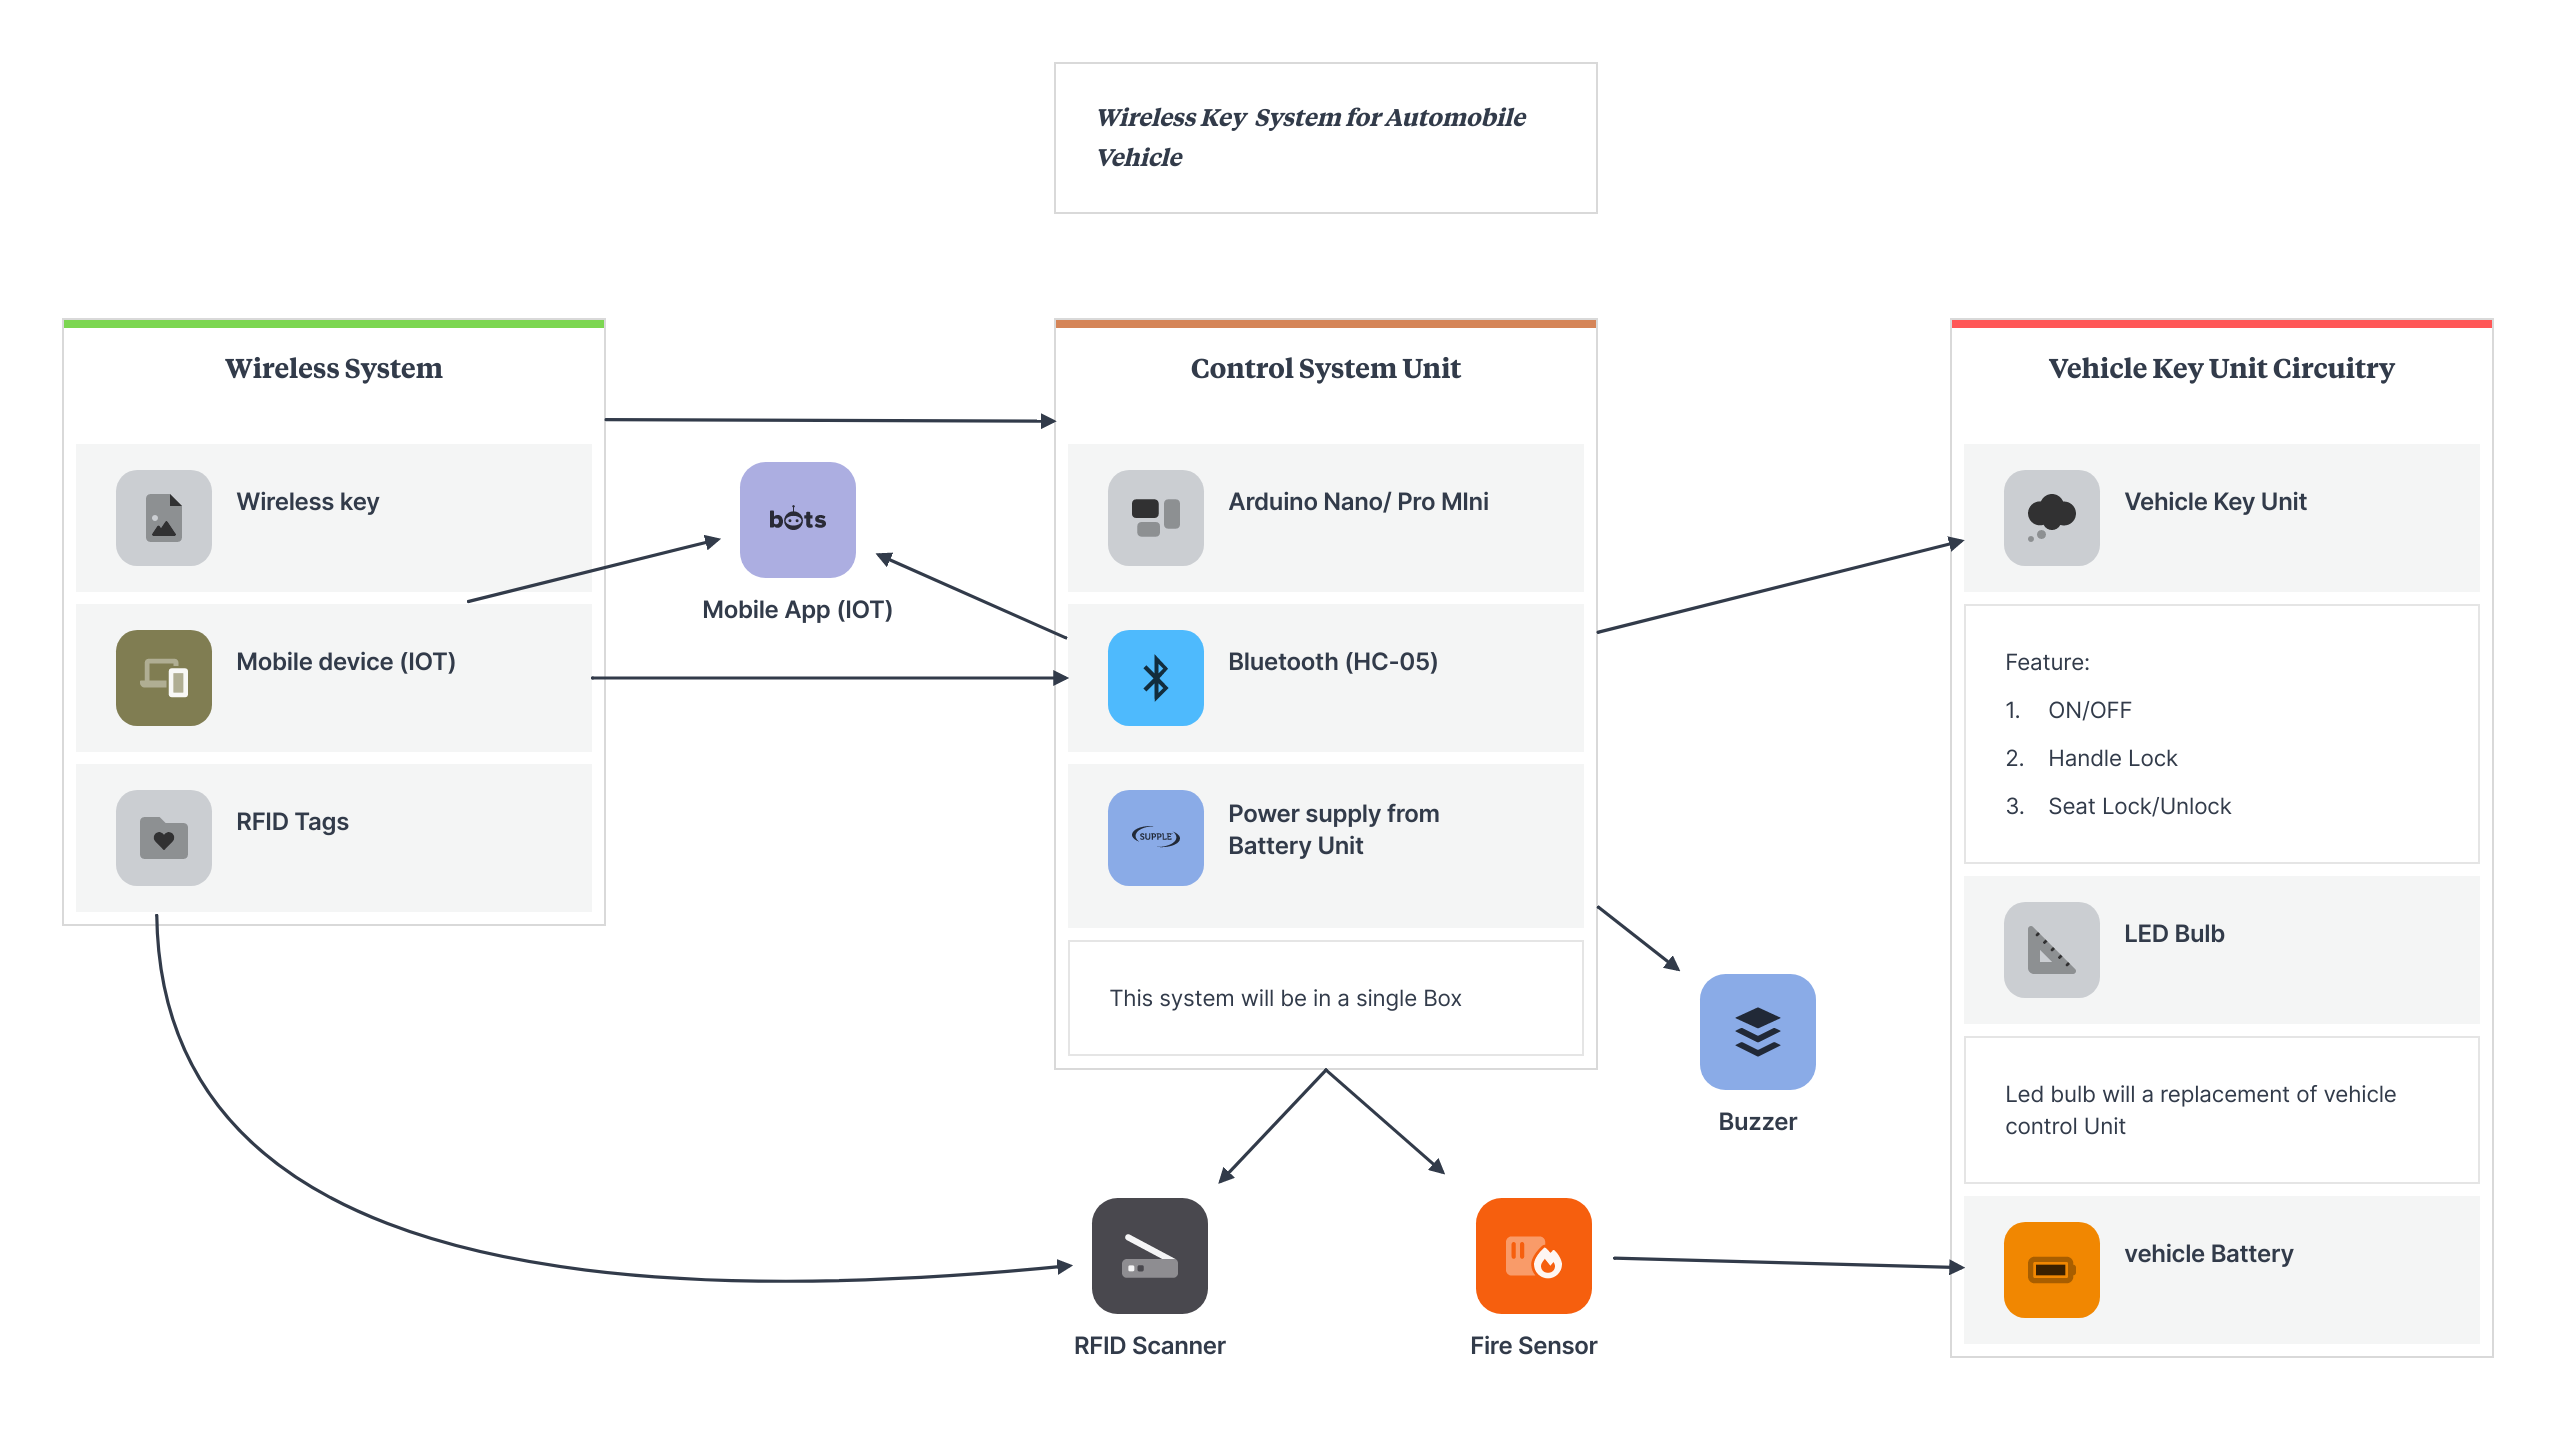 Wireless Key  System for Automobile
Vehicle
Wireless System
Wireless key
Mobile device (IOT)
RFID Tags
bots
Mobile App (IOT)
Control System Unit
Arduino Nano/ Pro MIni
Bluetooth (HC-05)
SUPPLE
Power supply from
Battery Unit
This system will be in a single Box
RFID Scanner
Fire Sensor
Buzzer
Vehicle Key Unit Circuitry
Vehicle Key Unit
Feature:
1. ON/OFF
2. Handle Lock
3. Seat Lock/Unlock
LED Bulb
Led bulb will a replacement of vehicle
control Unit
vehicle Battery